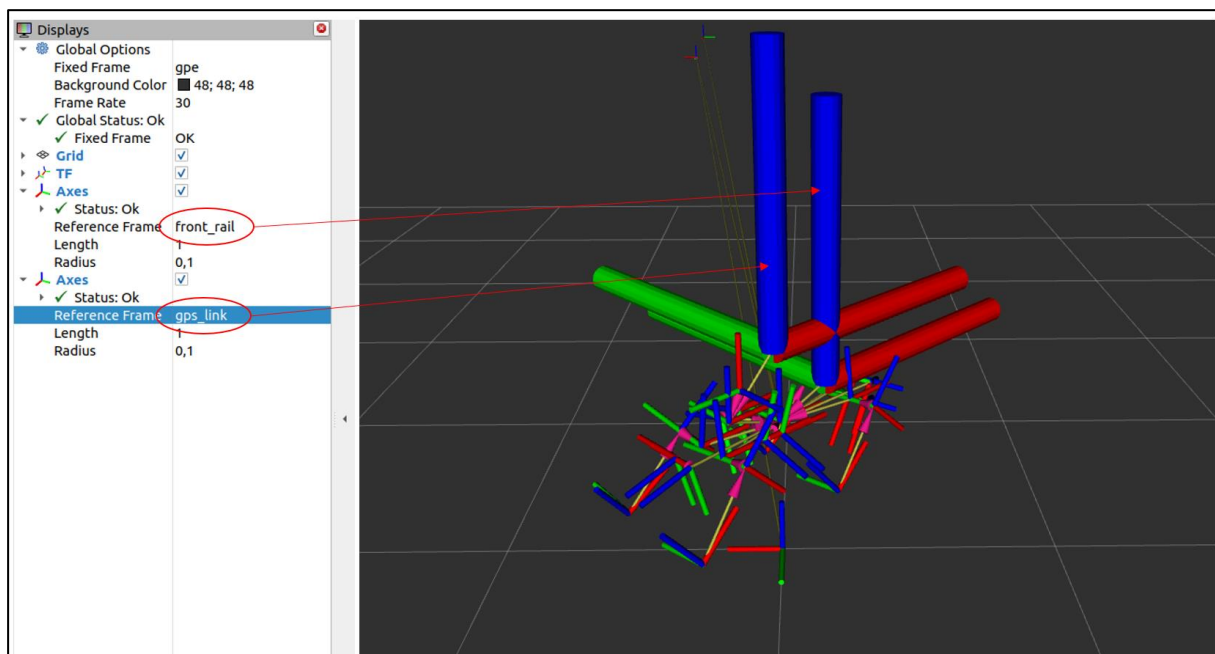 Displays
Global Options
Fixed Frame gpe
Background Color 48; 48; 48
Frame Rate 30
Global Status: Ok
Fixed Frame OK
Grid
TF
Axes
Status: Ok
Reference Frame front_rail
Length 1
Radius 0,1
Axes
Status: Ok
Reference Frame gps_link
Length 1
Radius 0,1